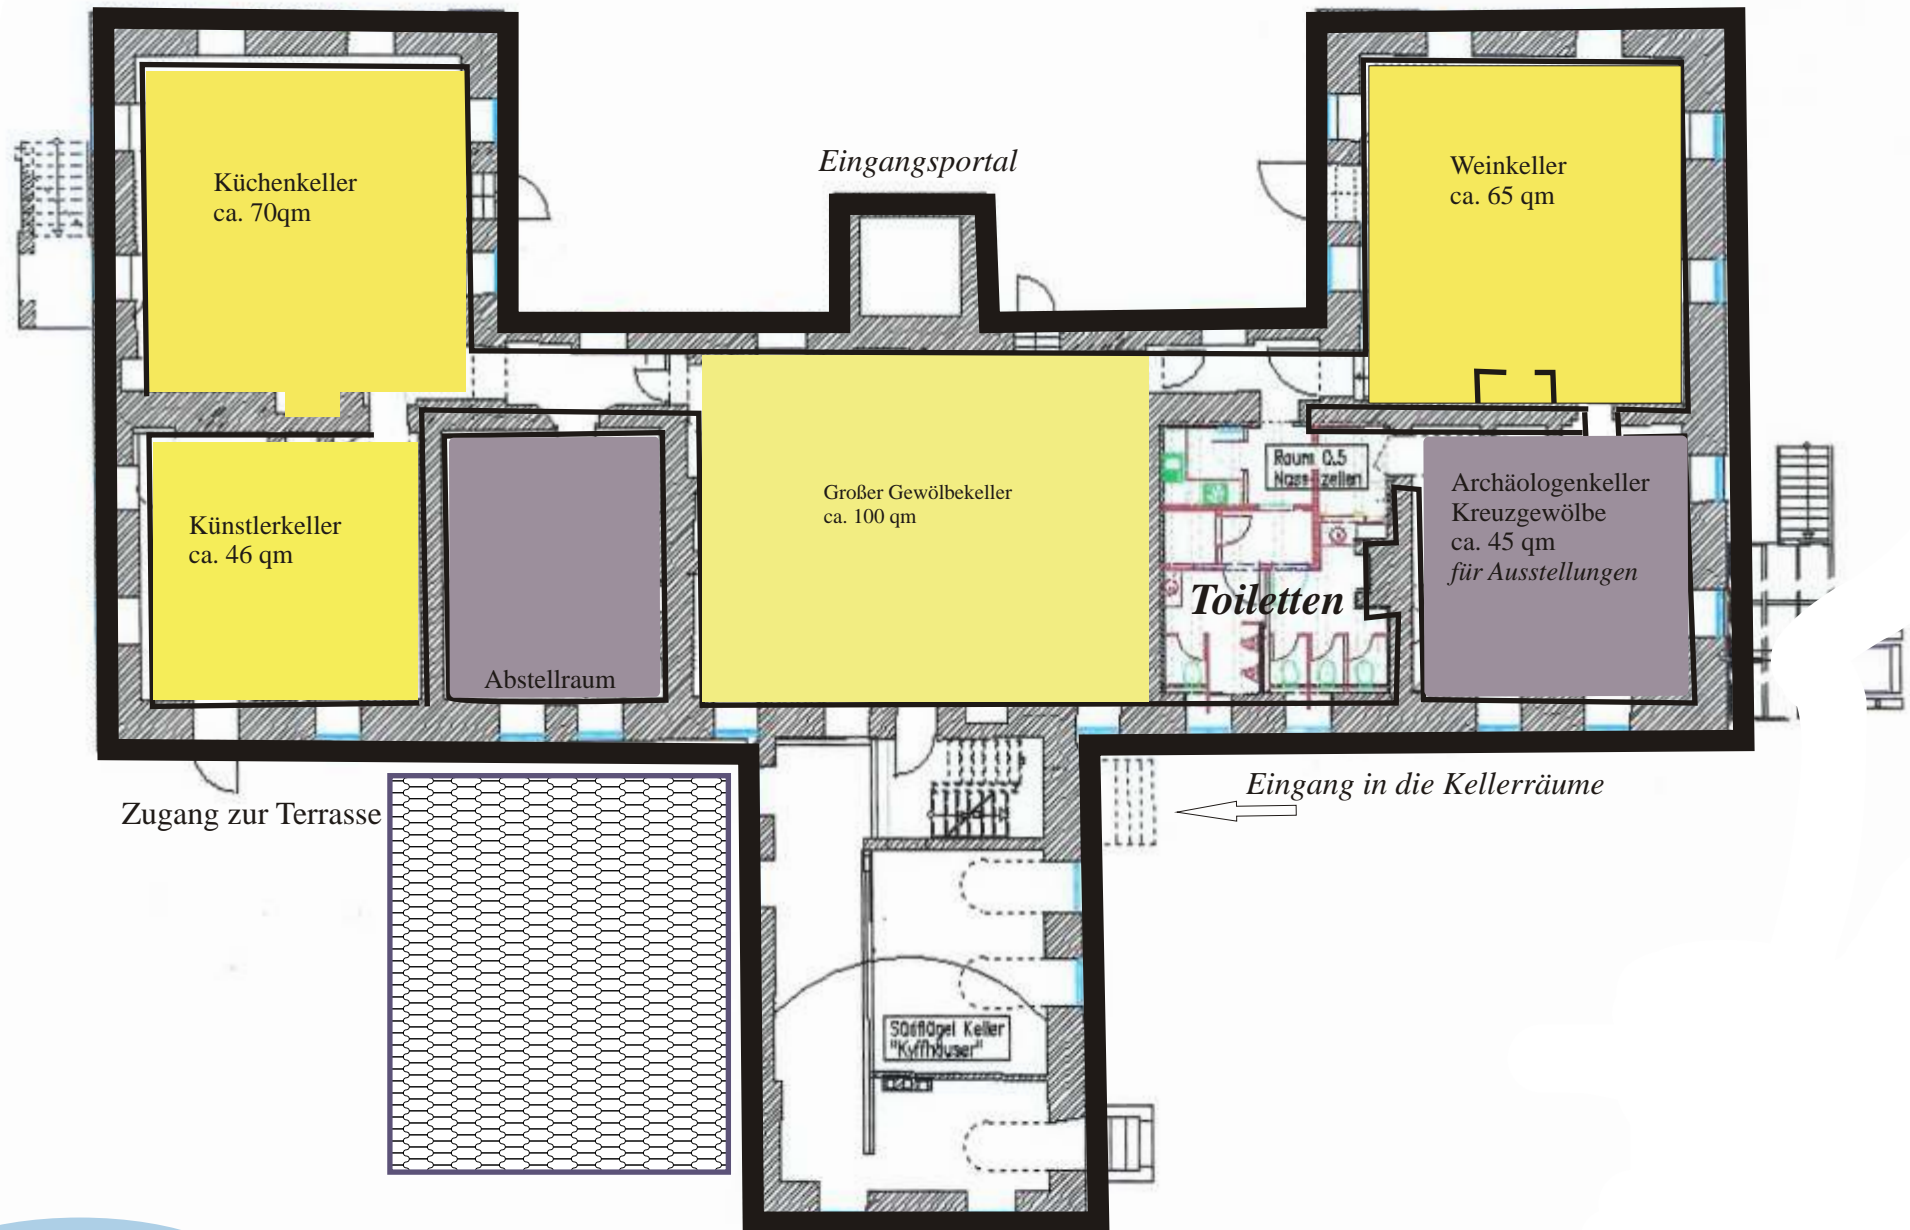 Eingangsportal
Küchenkeller
ca. 70qm
Weinkeller
ca. 65 qm
Künstlerkeller
ca. 46 qm
Abstellraum
Großer Gewölbekeller
ca. 100 qm
Raum 0.5
Nasszellen
Toiletten
Archäologenkeller
Kreuzgewölbe
ca. 45 qm
für Ausstellungen
Zugang zur Terrasse
Eingang in die Kellerräume
Südflügel Keller
"Kyffhäuser"